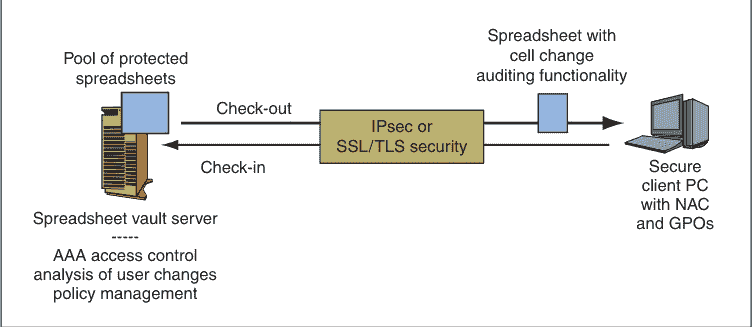 Pool of protected
spreadsheets
Check-out
Check-in
IPsec or
SSL/TLS security
Spreadsheet with
cell change
auditing functionality
Secure
client PC
with NAC
and GPOs
Spreadsheet vault server
-----
AAA access control
analysis of user changes
policy management